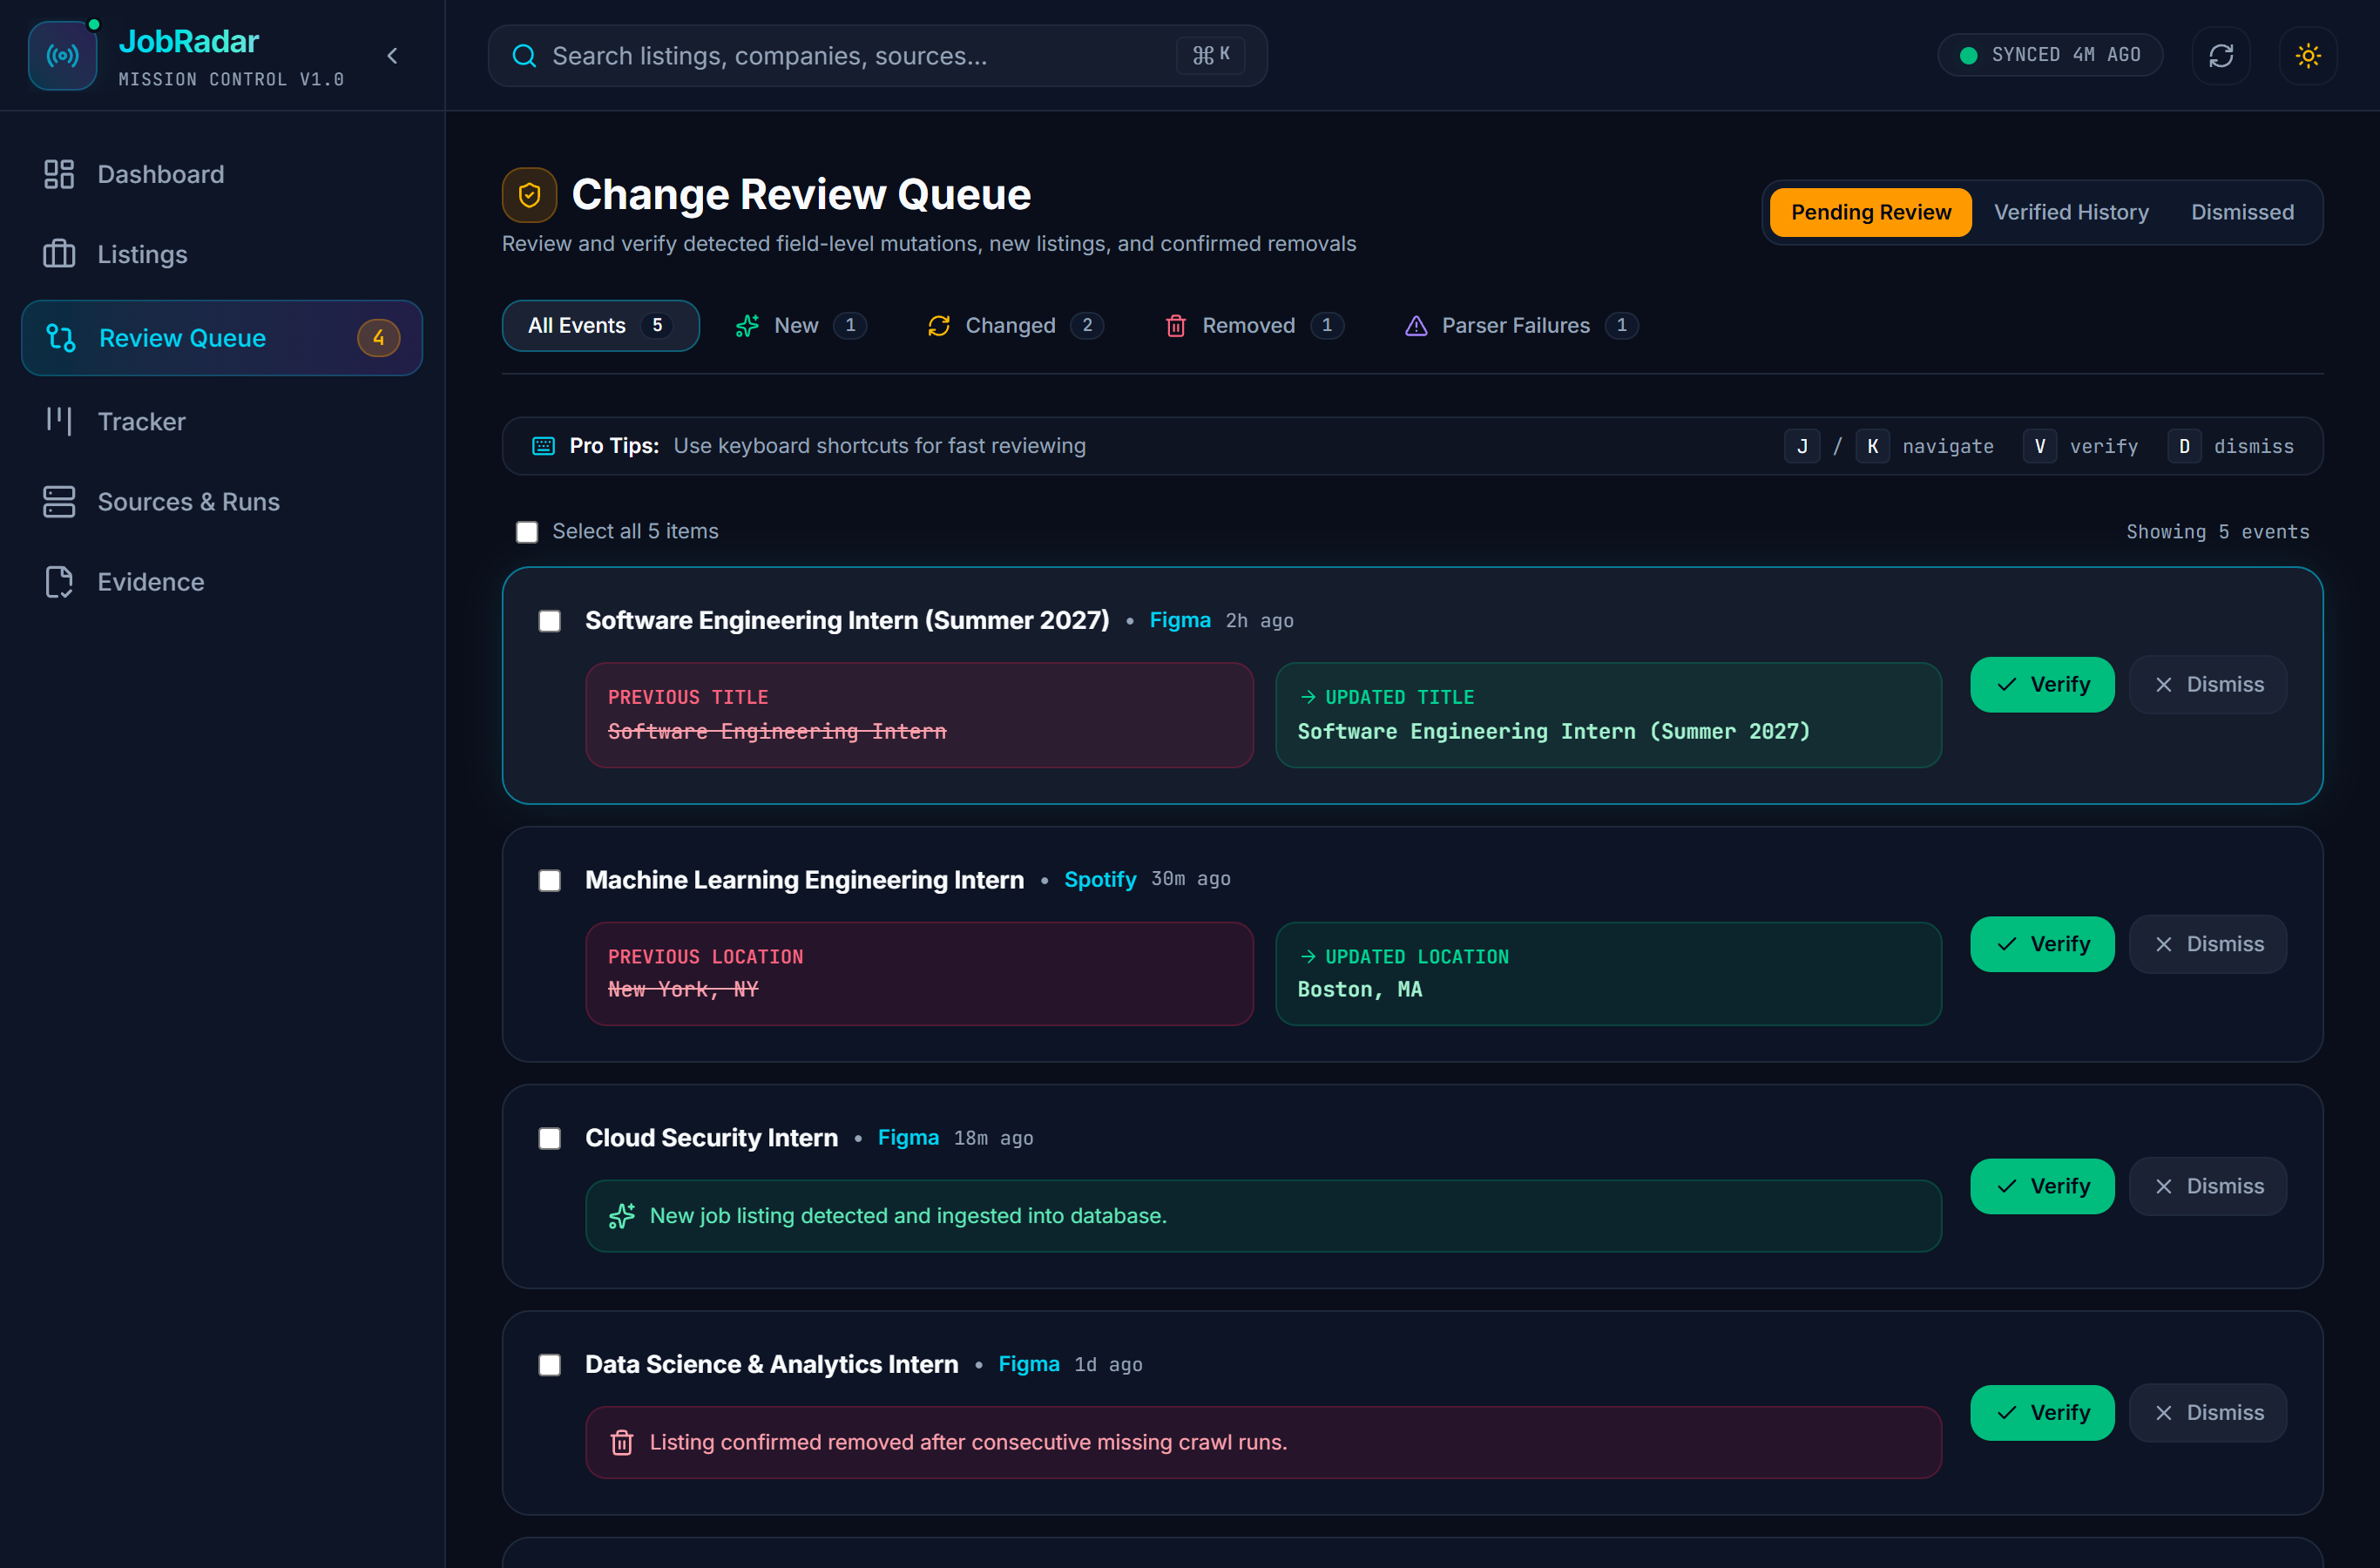 JobRadar
MISSION CONTROL V1.0
Search listings, companies, sources...
⌘ K
SYNCED 4M AGO
Dashboard
Listings
Review Queue 4
Tracker
Sources & Runs
Evidence
Change Review Queue
Review and verify detected field-level mutations, new listings, and confirmed removals
Pending Review Verified History Dismissed
All Events 5 New 1 Changed 2 Removed 1 Parser Failures 1
Pro Tips: Use keyboard shortcuts for fast reviewing
J / K navigate V verify D dismiss
Select all 5 items
Showing 5 events
Software Engineering Intern (Summer 2027) • Figma 2h ago
PREVIOUS TITLE
Software Engineering Intern
→ UPDATED TITLE
Software Engineering Intern (Summer 2027)
Verify Dismiss
Machine Learning Engineering Intern • Spotify 30m ago
PREVIOUS LOCATION
New York, NY
→ UPDATED LOCATION
Boston, MA
Verify Dismiss
Cloud Security Intern • Figma 18m ago
New job listing detected and ingested into database.
Verify Dismiss
Data Science & Analytics Intern • Figma 1d ago
Listing confirmed removed after consecutive missing crawl runs.
Verify Dismiss